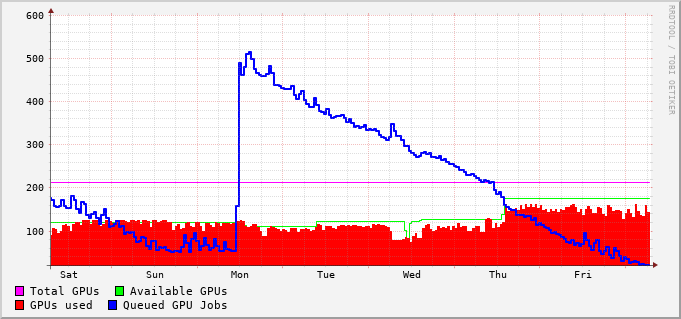 600
500
400
300
200
100
Sat Sun Mon Tue Wed Thu Fri
Total GPUs Available GPUs
GPUs used Queued GPU Jobs
RRDTOOL / TOBI OETIKER